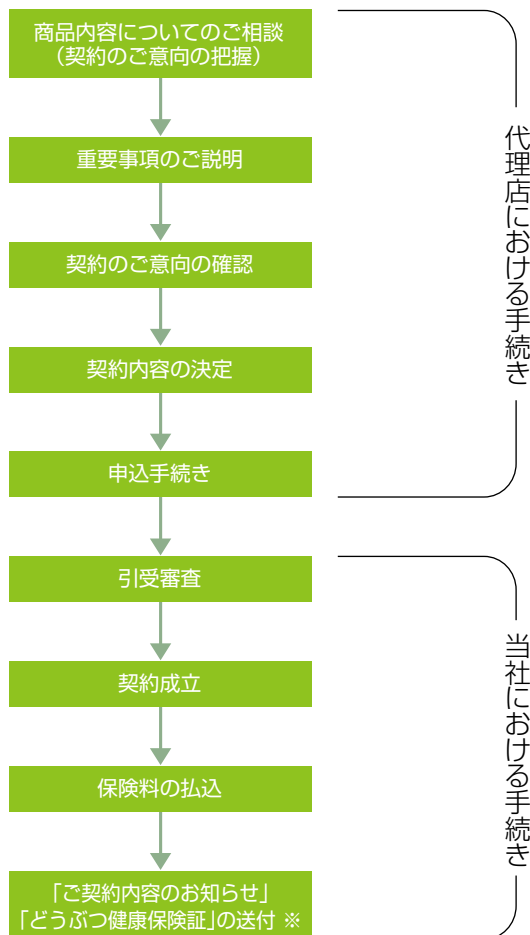 商品内容についてのご相談
（契約のご意向の把握）
重要事項のご説明
契約のご意向の確認
契約内容の決定
申込手続き
代理店における手続き
引受審査
契約成立
保険料の払込
「ご契約内容のお知らせ」
「どうぶつ健康保険証」の送付 ※
当社における手続き